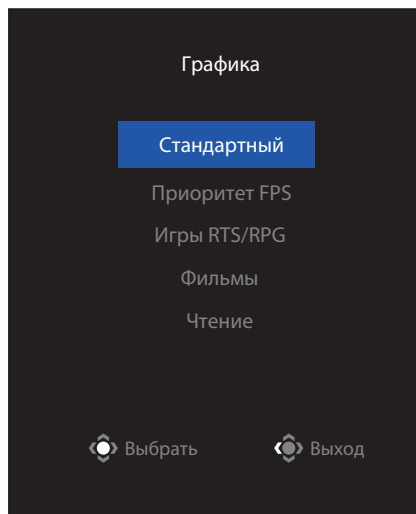 Графика
Стандартный
Приоритет FPS
Игры RTS/RPG
Фильмы
Чтение
Выбрать Выход